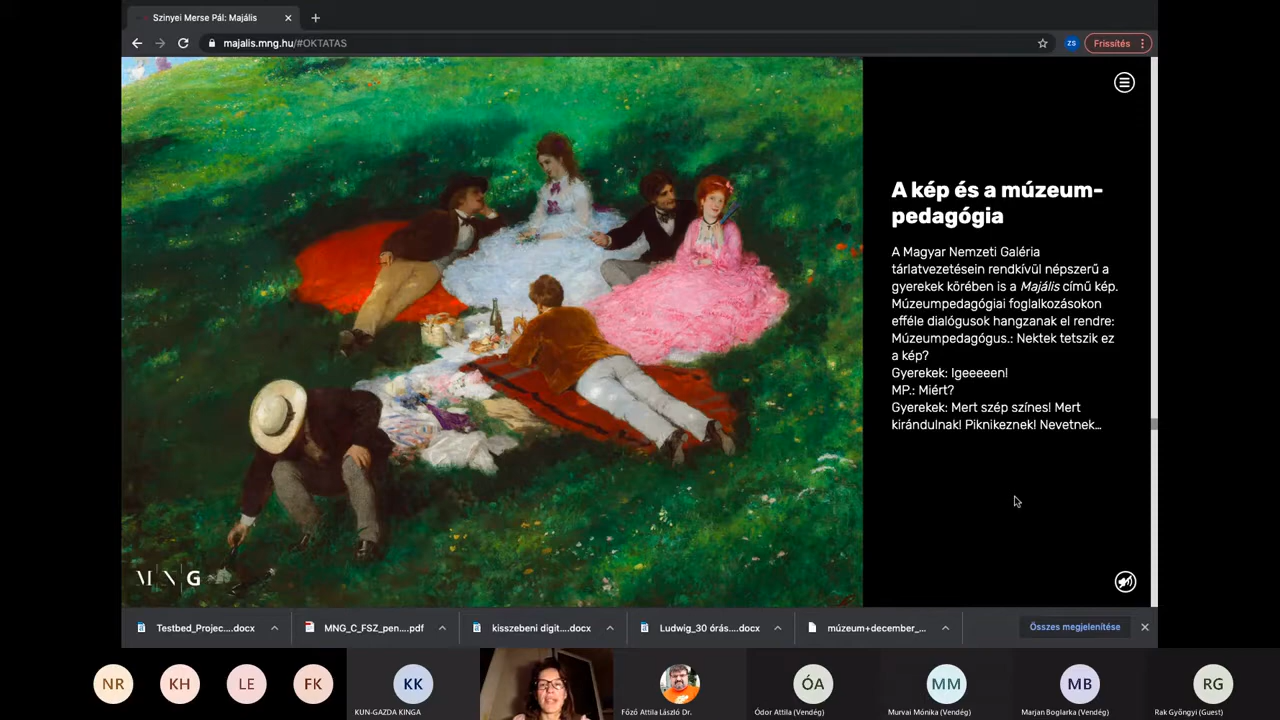 Szinyei Merse Pál: Majális
majalis.mng.hu/#OKTATAS
ZS
Frissítés
A kép és a múzeum-
pedagógia
A Magyar Nemzeti Galéria
tárlatvezetésein rendkívül népszerű a
gyerekek körében is a Majális című kép.
Múzeumpedagógiai foglalkozásokon
efféle dialógusok hangzanak el rendre:
Múzeumpedagógus.: Nektek tetszik ez
a kép?
Gyerekek: Igeeeeen!
MP.: Miért?
Gyerekek: Mert szép színes! Mert
kirándulnak! Piknikeznek! Nevetnek...
M N G
Testbed_Projec....docx
MNG_C_FSZ_pen....pdf
kisszebeni digit....docx
Ludwig_30 órás....docx
múzeum+december_...
Összes megjelenítése
NR
KH
LE
FK
KK
ÓA
MM
MB
RG
KUN-GAZDA KINGA
Főző Attila László Dr.
Ódor Attila (Vendég)
Murvai Mónika (Vendég)
Marjan Boglarka (Vendég)
Rak Gyöngyi (Guest)